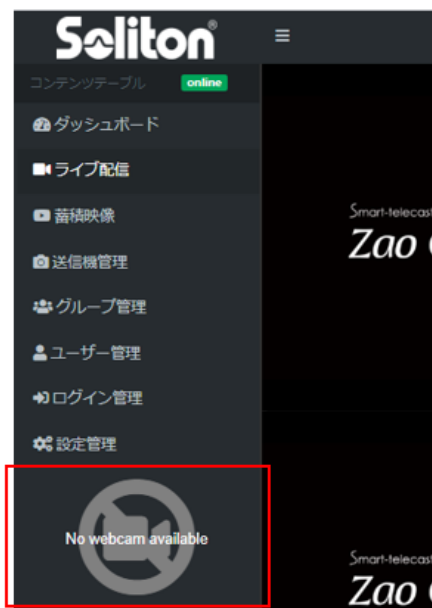 Soliton®
コンテンツテーブル online
ダッシュボード
ライブ配信
蓄積映像
送信機管理
グループ管理
ユーザー管理
ログイン管理
設定管理
No webcam available
Smart-telecast
Zao
Smart-telecast
Zao